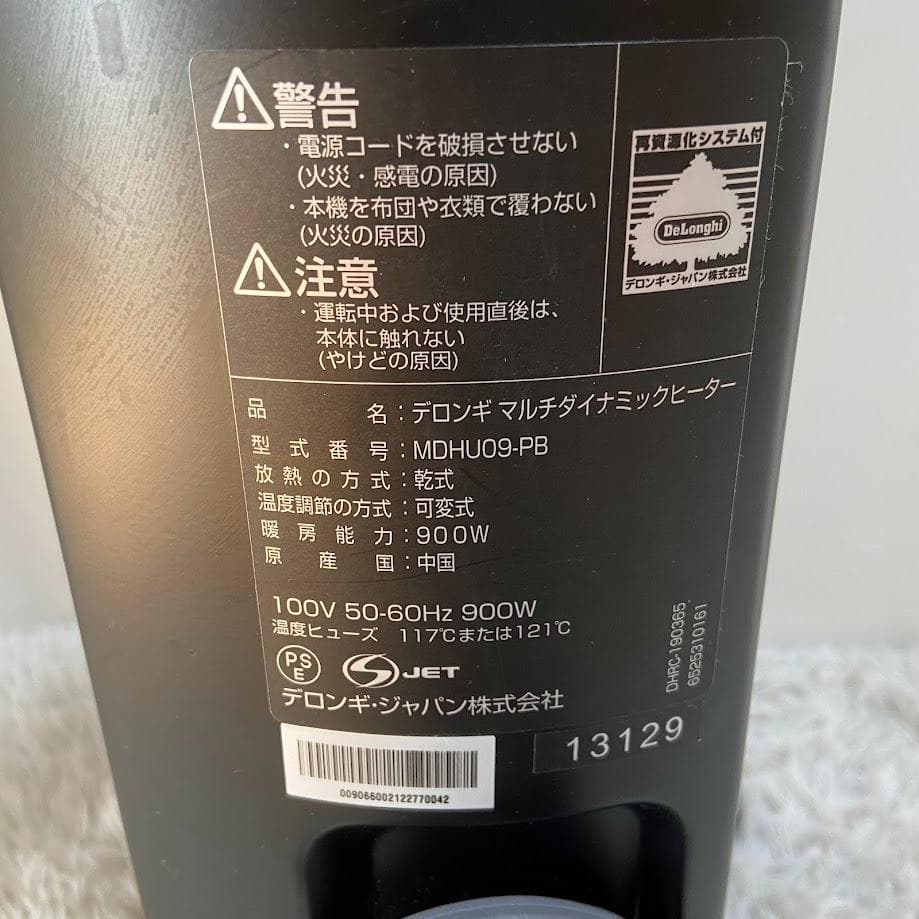 警告
・電源コードを破損させない
(火災・感電の原因)
・本機を布団や衣類で覆わない
(火災の原因)
注意
・運転中および使用直後は、
本体に触れない
(やけどの原因)
再資源化システム付
DeLonghi
デロンギ・ジャパン株式会社
品名：デロンギ マルチダイナミックヒーター
型式番号：MDHU09-PB
放熱の方式：乾式
温度調節の方式：可変式
暖房能力：900W
原産国：中国
100V 50-60Hz 900W
温度ヒューズ 117℃または121℃
PSE
JET
デロンギ・ジャパン株式会社
DHRC-190365
6525310161
13129
009066002122770042